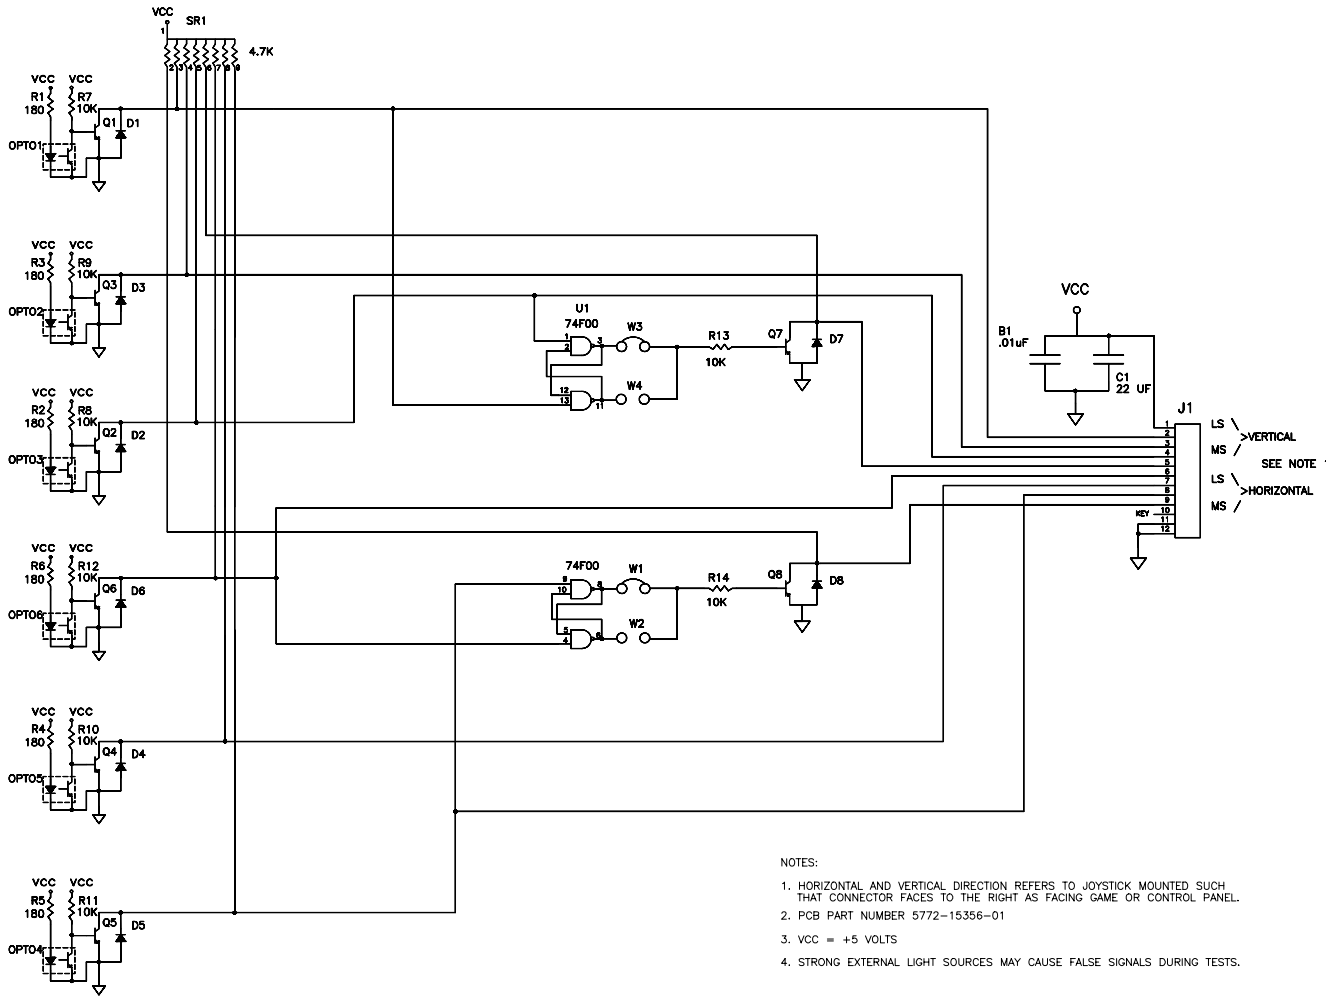 VCC
SR1
1
4.7K
2 3 4 5 6 7 8 9
VCC VCC
R1 R7
180 10K
Q1 D1
OPTO1
VCC VCC
R3 R9
180 10K
Q3 D3
OPTO2
VCC VCC
R2 R8
180 10K
Q2 D2
OPTO3
VCC VCC
R6 R12
180 10K
Q6 D6
OPTO6
VCC VCC
R4 R10
180 10K
Q4 D4
OPTO5
VCC VCC
R5 R11
180 10K
Q5 D5
OPTO4
U1
74F00
1
2
3
12
13
11
W3
W4
R13
10K
Q7
D7
74F00
9
10
8
5
4
6
W1
W2
R14
10K
Q8
D8
VCC
B1
.01uF
C1
22 UF
J1
1
2
3
4
5
6
7
8
9
KEY 10
11
12
LS \
>VERTICAL
MS /
SEE NOTE
LS \
>HORIZONTAL
MS /
NOTES:
1. HORIZONTAL AND VERTICAL DIRECTION REFERS TO JOYSTICK MOUNTED SUCH
THAT CONNECTOR FACES TO THE RIGHT AS FACING GAME OR CONTROL PANEL.
2. PCB PART NUMBER 5772-15356-01
3. VCC = +5 VOLTS
4. STRONG EXTERNAL LIGHT SOURCES MAY CAUSE FALSE SIGNALS DURING TESTS.